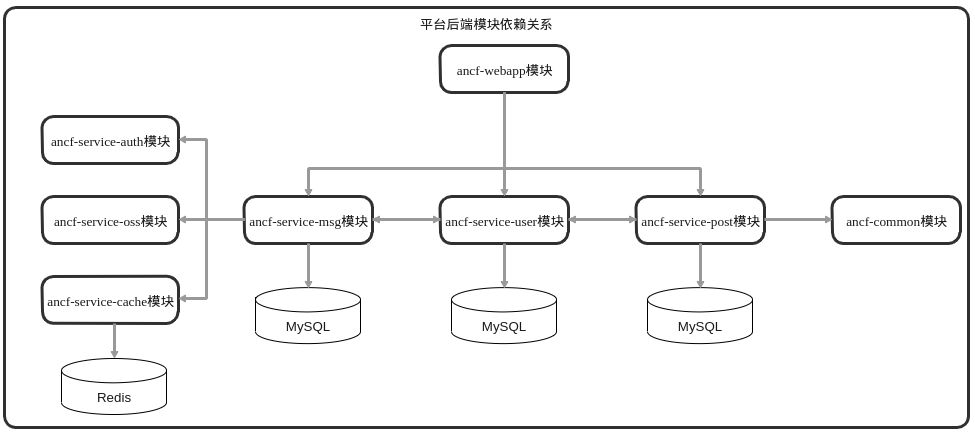 平台后端模块依赖关系
ancf-webapp模块
ancf-service-auth模块
ancf-service-oss模块
ancf-service-msg模块
ancf-service-user模块
ancf-service-post模块
ancf-common模块
ancf-service-cache模块
MySQL
MySQL
MySQL
Redis